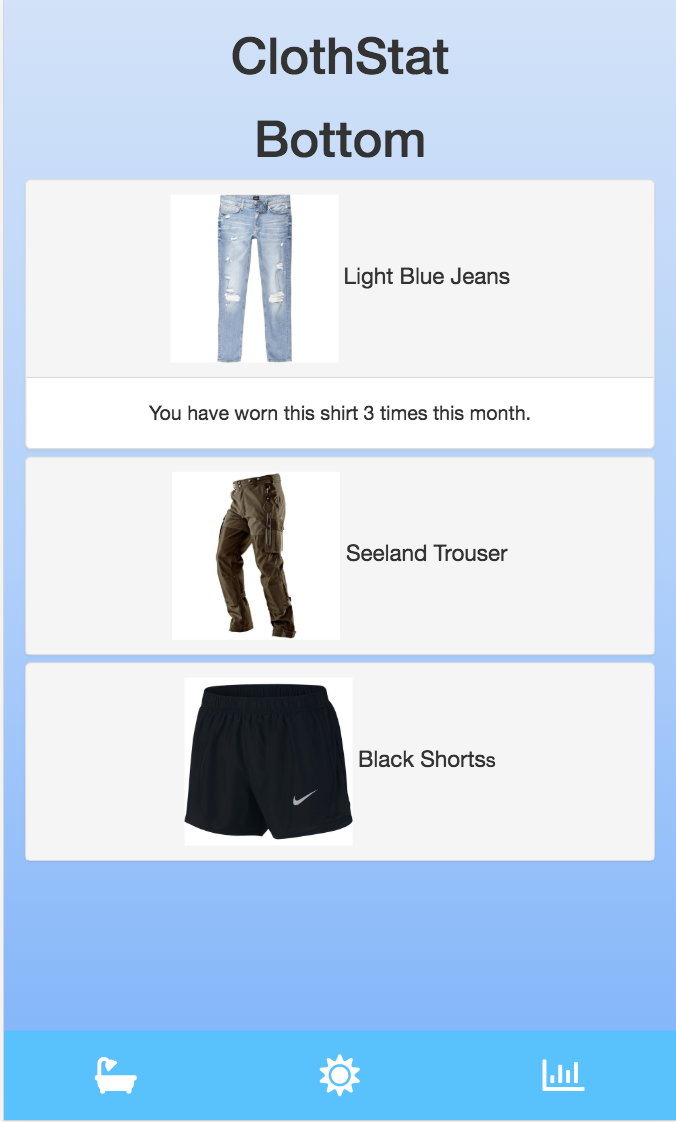 ClothStat
Bottom
Light Blue Jeans
You have worn this shirt 3 times this month.
Seeland Trouser
Black Shortss